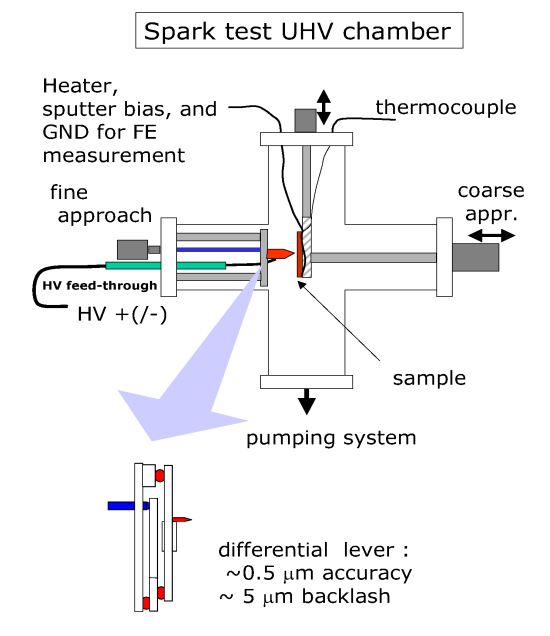 Spark test UHV chamber
Heater,
sputter bias, and
GND for FE
measurement
thermocouple
fine
approach
coarse
appr.
HV feed-through
HV +(/-)
sample
pumping system
differential lever :
~0.5 μm accuracy
~ 5 μm backlash